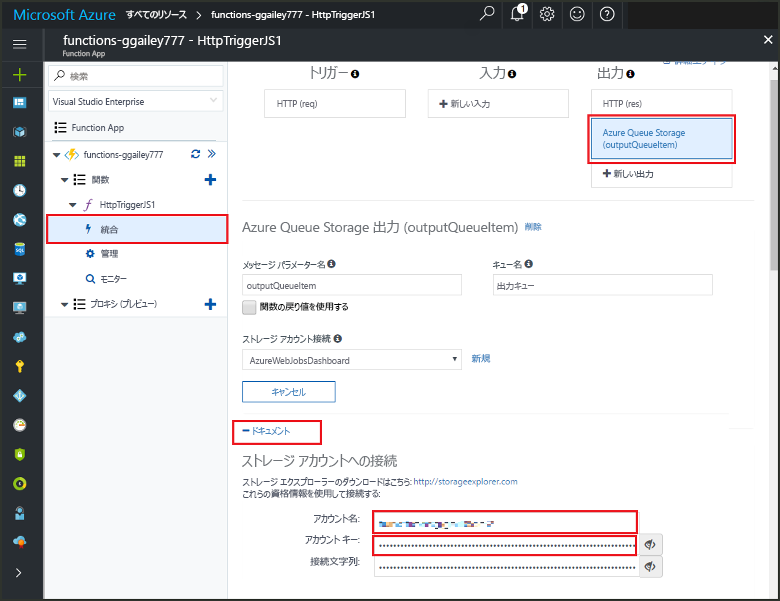 Microsoft Azure すべてのリソース > functions-ggailey777 - HttpTriggerJS1
1
functions-ggailey777 - HttpTriggerJS1
Function App
検索
Visual Studio Enterprise
Function App
functions-ggailey777
関数
HttpTriggerJS1
統合
管理
モニター
プロキシ (プレビュー)
トリガー 入力 出力
HTTP (req)
新しい入力
HTTP (res)
Azure Queue Storage
(outputQueueItem)
新しい出力
Azure Queue Storage 出力 (outputQueueItem) 削除
メッセージ パラメーター名 キュー名
outputQueueItem 出力キュー
関数の戻り値を使用する
ストレージ アカウント接続
AzureWebJobsDashboard 新規
キャンセル
ドキュメント
ストレージ アカウントへの接続
ストレージ エクスプローラーのダウンロードはこちら: http://storageexplorer.com
これらの資格情報を使用して接続する:
アカウント名:
アカウント キー:
接続文字列:
SQL